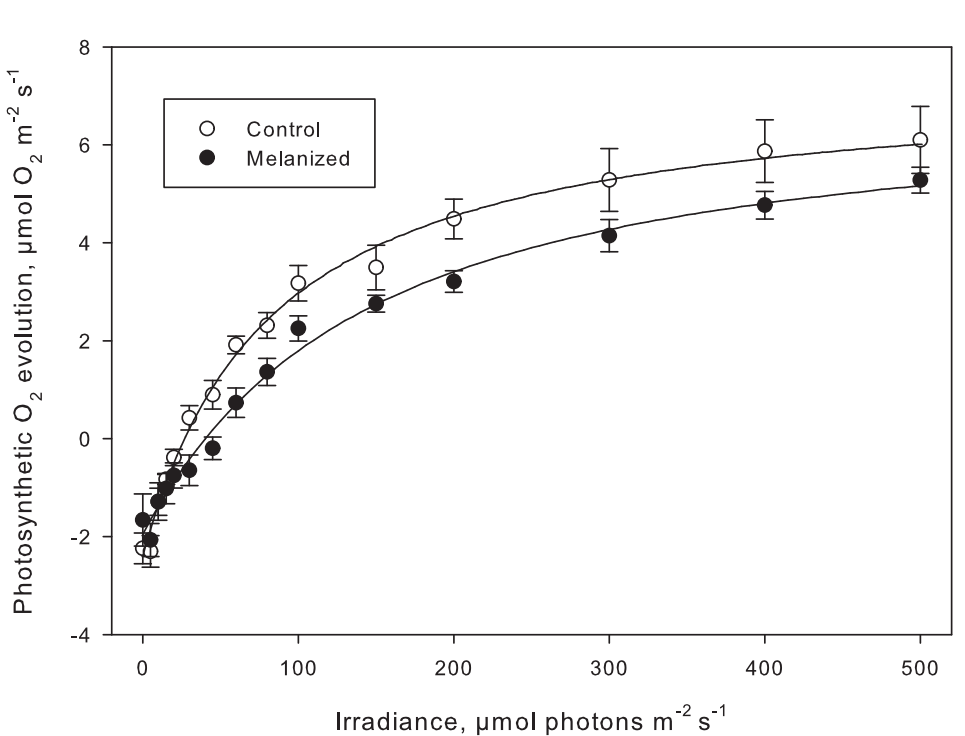 Photosynthetic O₂ evolution, µmol O₂ m⁻² s⁻¹
8
6
4
2
0
-2
-4
Control
Melanized
0 100 200 300 400 500
Irradiance, µmol photons m⁻² s⁻¹